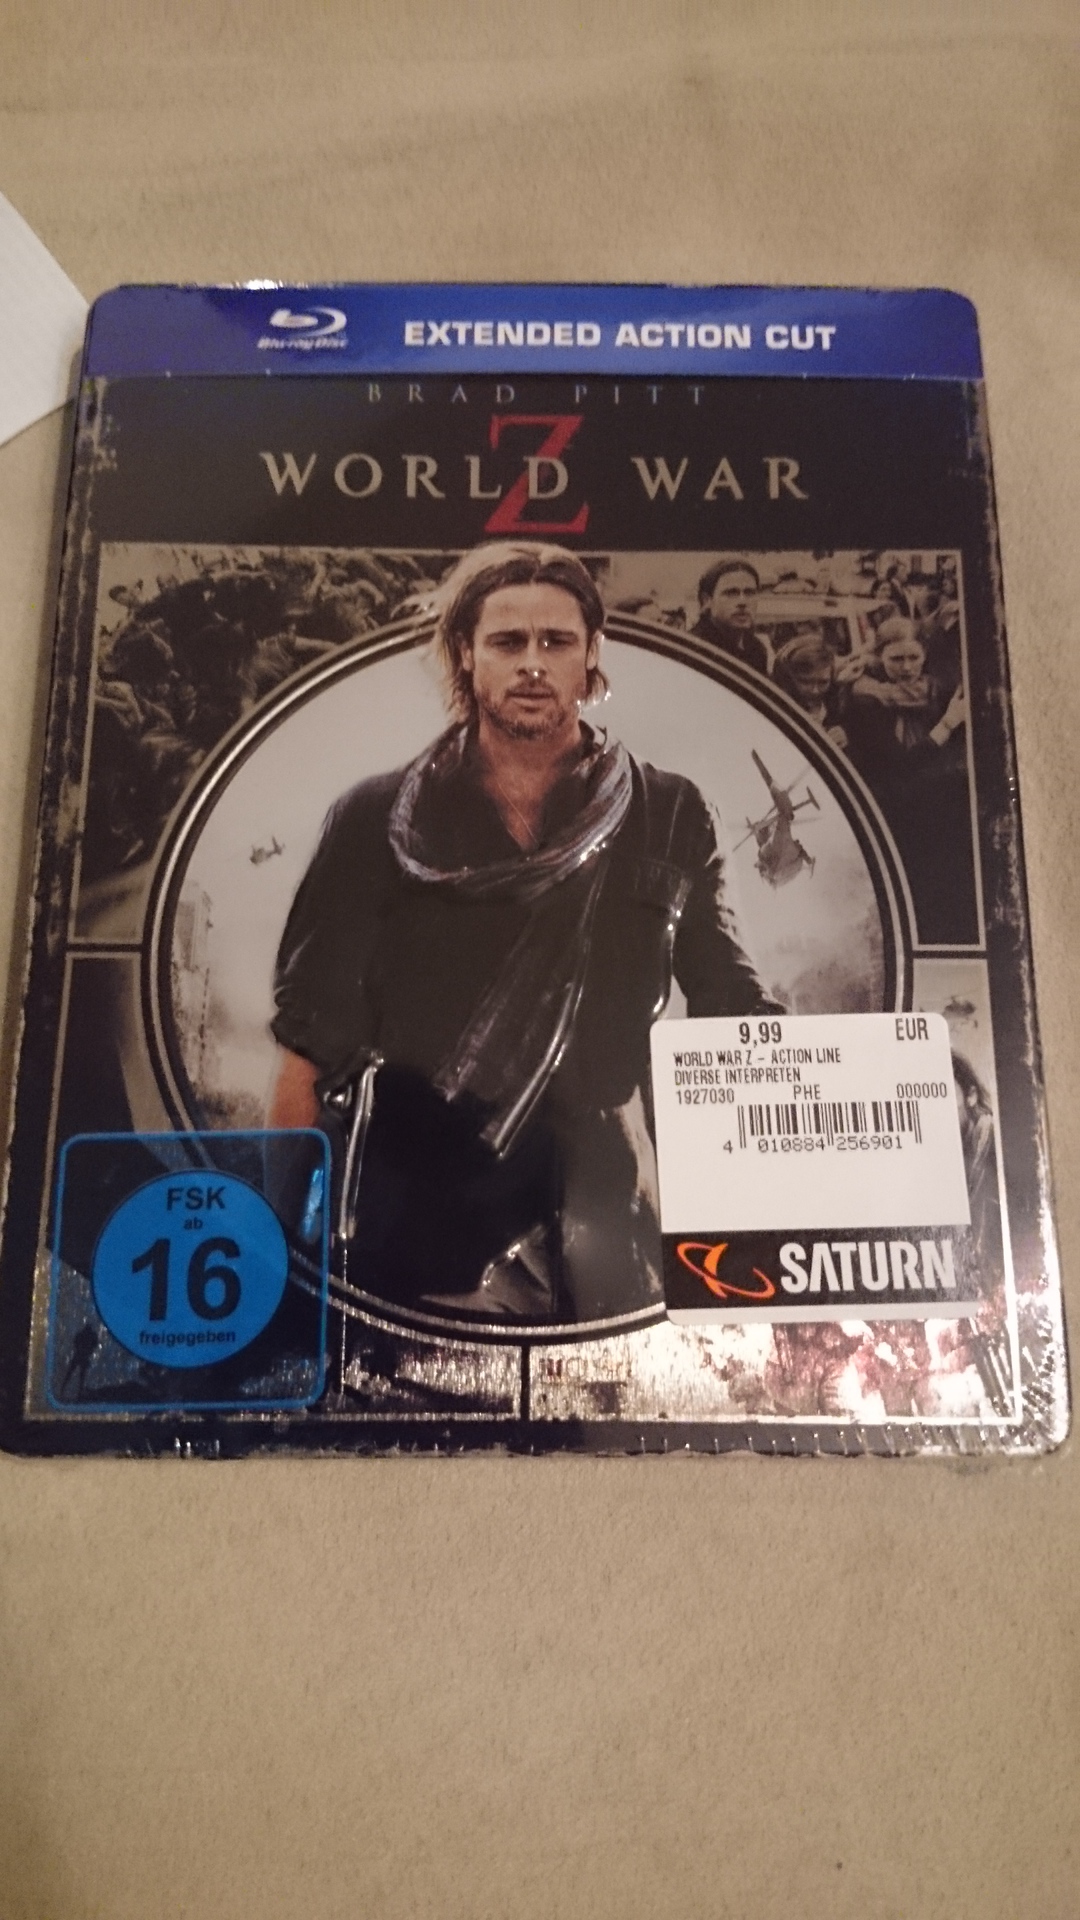 Blu-ray Disc
EXTENDED ACTION CUT
BRAD PITT
Z
WORLD WAR
9,99 EUR
WORLD WAR Z - ACTION LINE
DIVERSE INTERPRETEN
1927030 PHE 000000
4 010884 256901
SATURN
FSK
ab
16
freigegeben